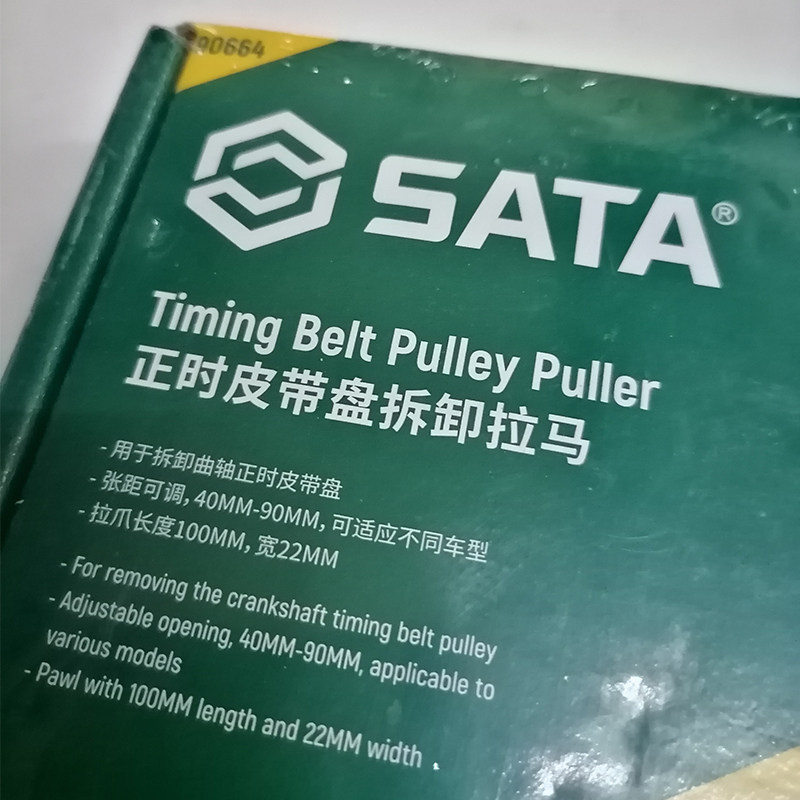 SATA®
Timing Belt Pulley Puller
正时皮带盘拆卸拉马
- 用于拆卸曲轴正时皮带盘
- 张距可调, 40MM-90MM, 可适应不同车型
- 拉爪长度100MM, 宽22MM
- For removing the crankshaft timing belt pulley
- Adjustable opening, 40MM-90MM, applicable to
various models
- Pawl with 100MM length and 22MM width